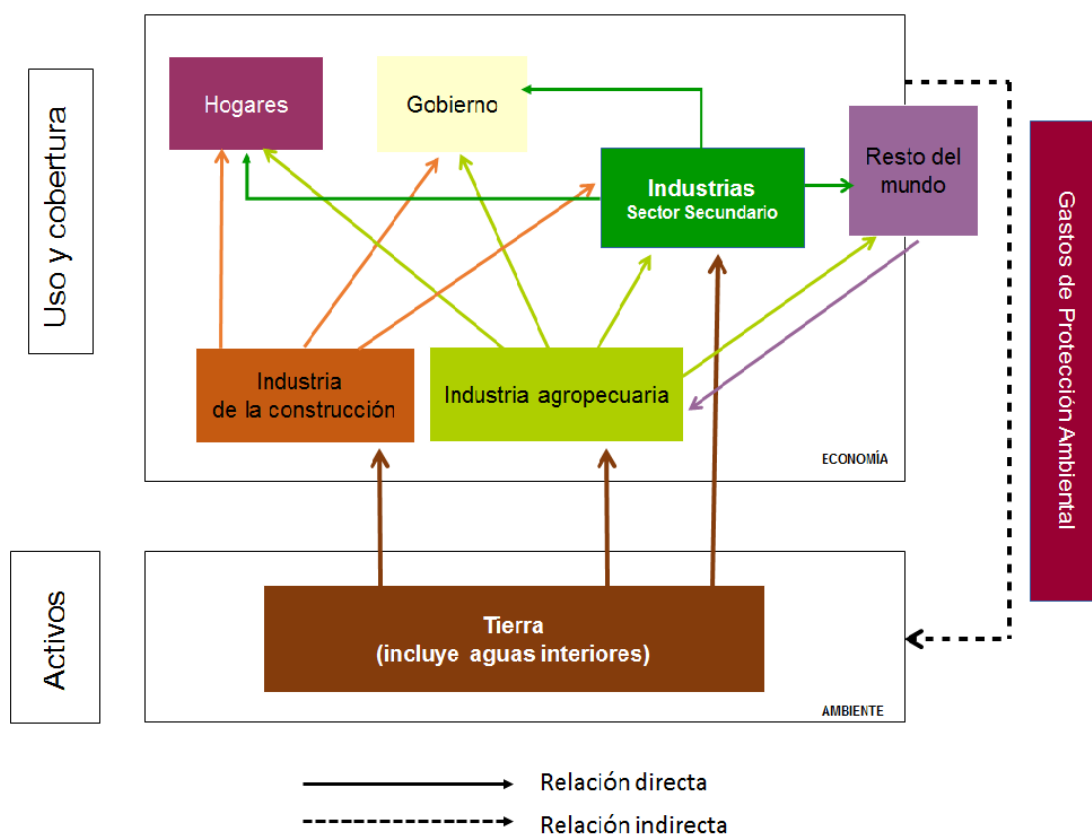 Uso y cobertura
Hogares
Gobierno
Industrias
Sector Secundario
Resto del
mundo
Industria
de la construcción
Industria agropecuaria
ECONOMÍA
Gastos de Protección Ambiental
Activos
Tierra
(incluye aguas interiores)
AMBIENTE
Relación directa
Relación indirecta